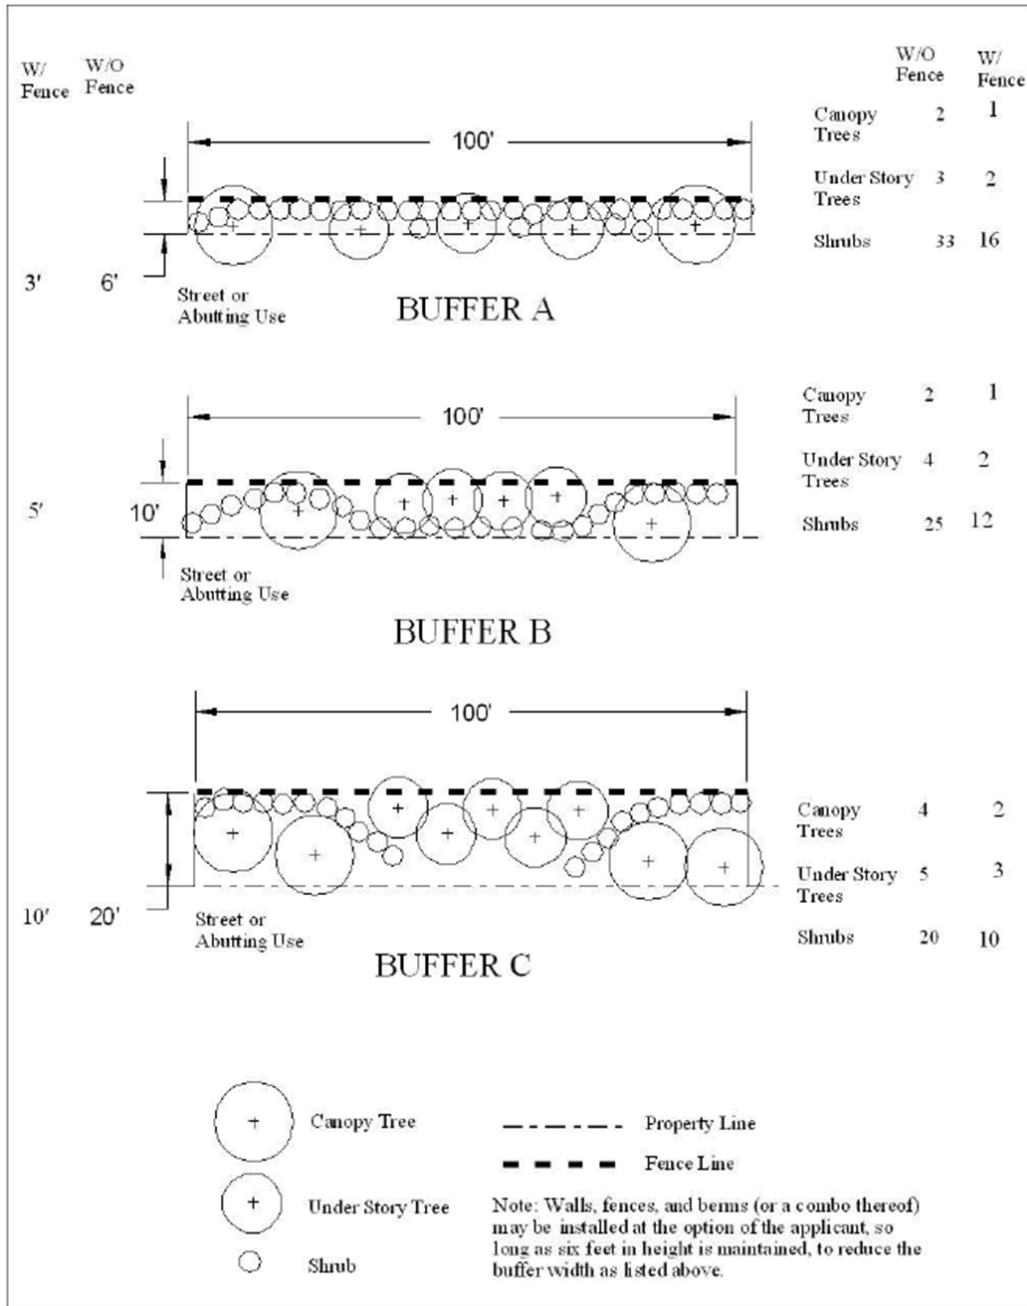 W/ W/O
Fence Fence
W/O W/
Fence Fence
100'
Canopy 2 1
Trees
Under Story 3 2
Trees
Shrubs 33 16
3' 6'
Street or
Abutting Use
BUFFER A
100'
Canopy 2 1
Trees
Under Story 4 2
Trees
5' 10'
Shrubs 25 12
Street or
Abutting Use
BUFFER B
100'
Canopy 4 2
Trees
Under Story 5 3
Trees
10' 20'
Street or
Abutting Use
Shrubs 20 10
BUFFER C
Canopy Tree
Property Line
Fence Line
Under Story Tree
Shrub
Note: Walls, fences, and berms (or a combo thereof)
may be installed at the option of the applicant, so
long as six feet in height is maintained, to reduce the
buffer width as listed above.